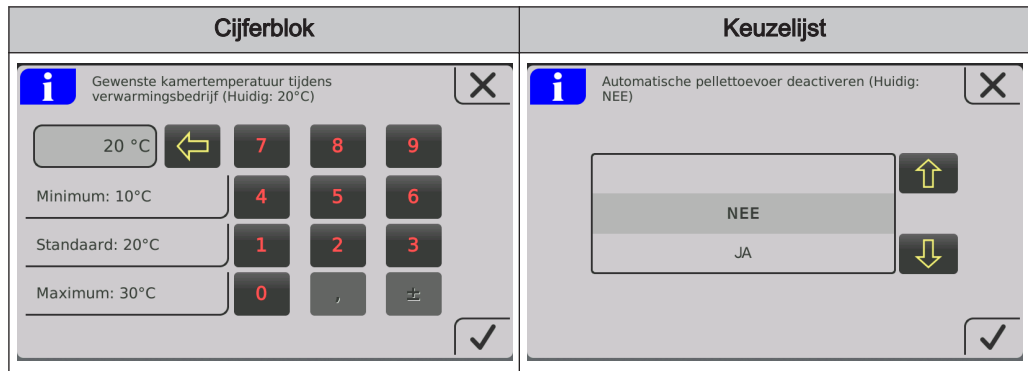 Cijferblok
Keuzelijst
i
Gewenste kamertemperatuur tijdens
verwarmingsbedrijf (Huidig: 20°C)
20 °C
7 8 9
Minimum: 10°C
4 5 6
Standaard: 20°C
1 2 3
Maximum: 30°C
0 , ±
i
Automatische pellettoevoer deactiveren (Huidig:
NEE)
NEE
JA